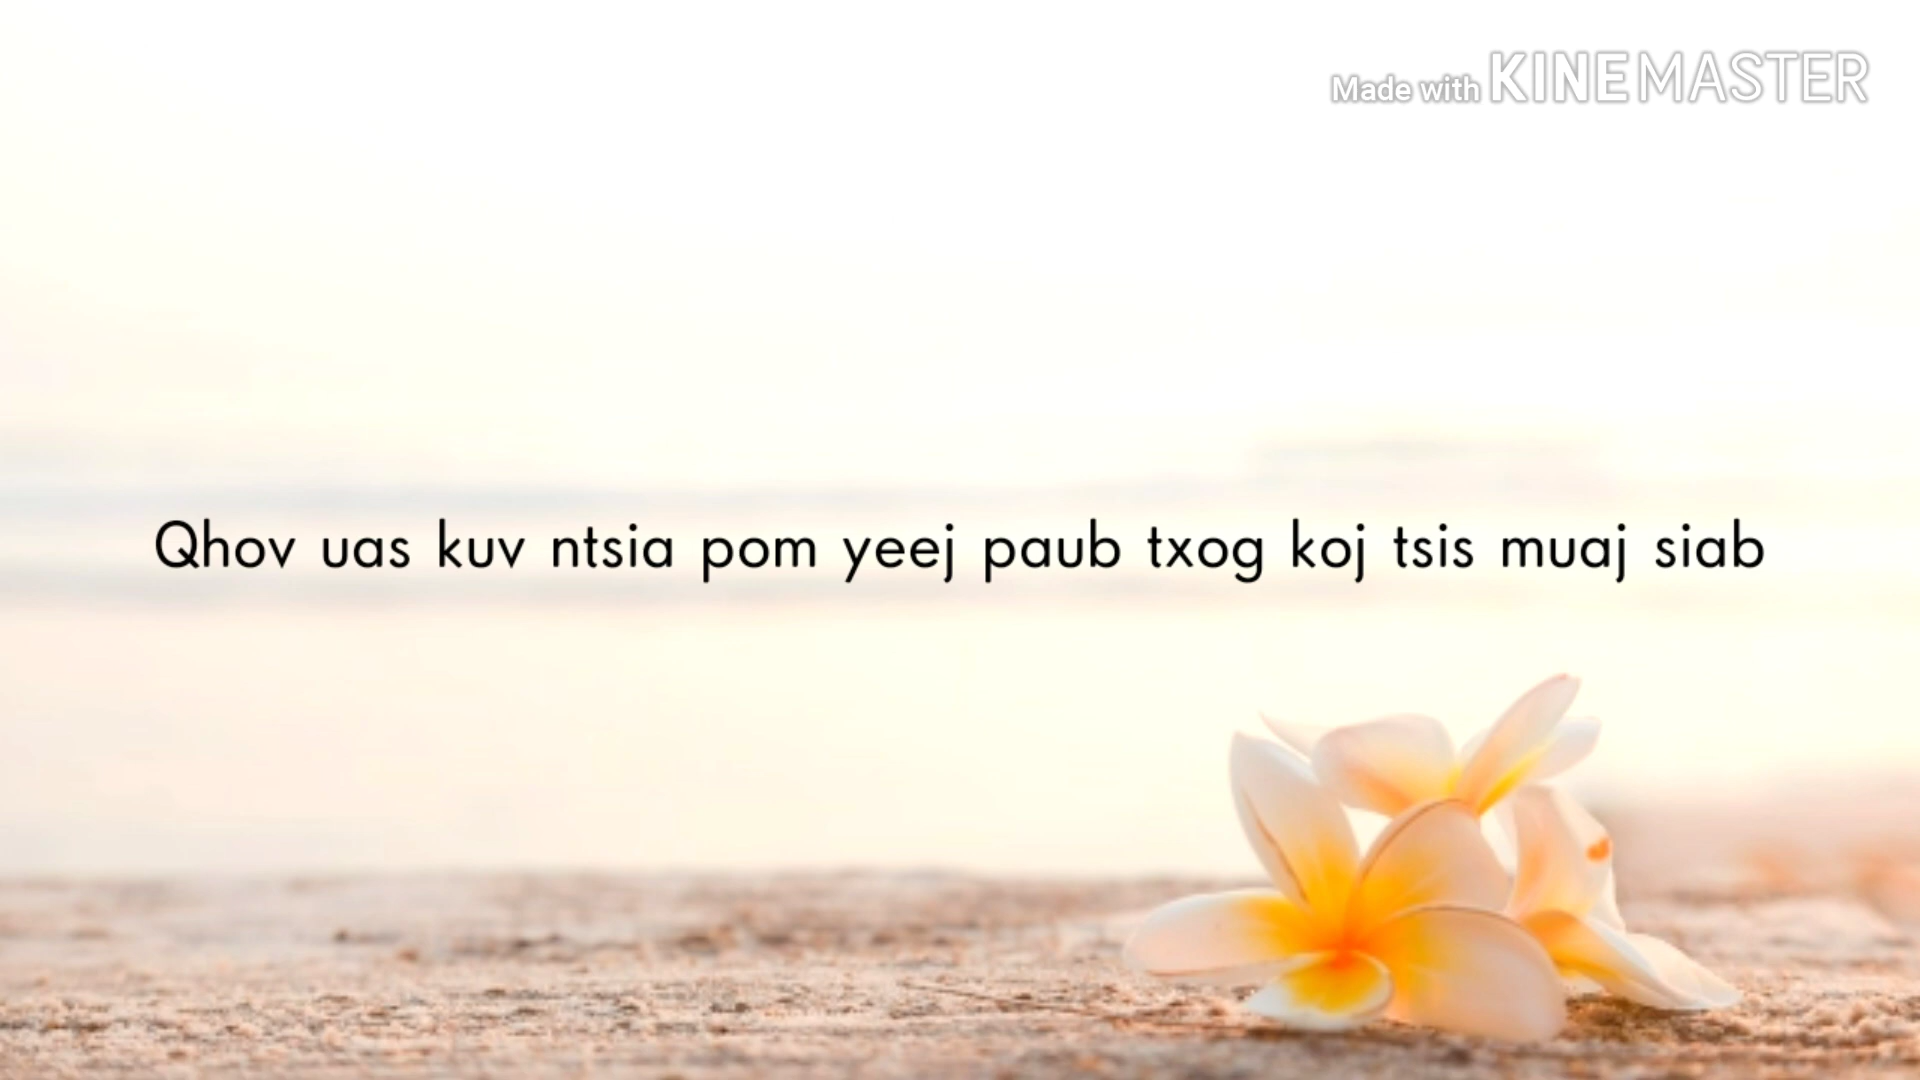 Made with KINEMASTER
Qhov uas kuv ntsia pom yeej paub txog koj tsis muaj siab